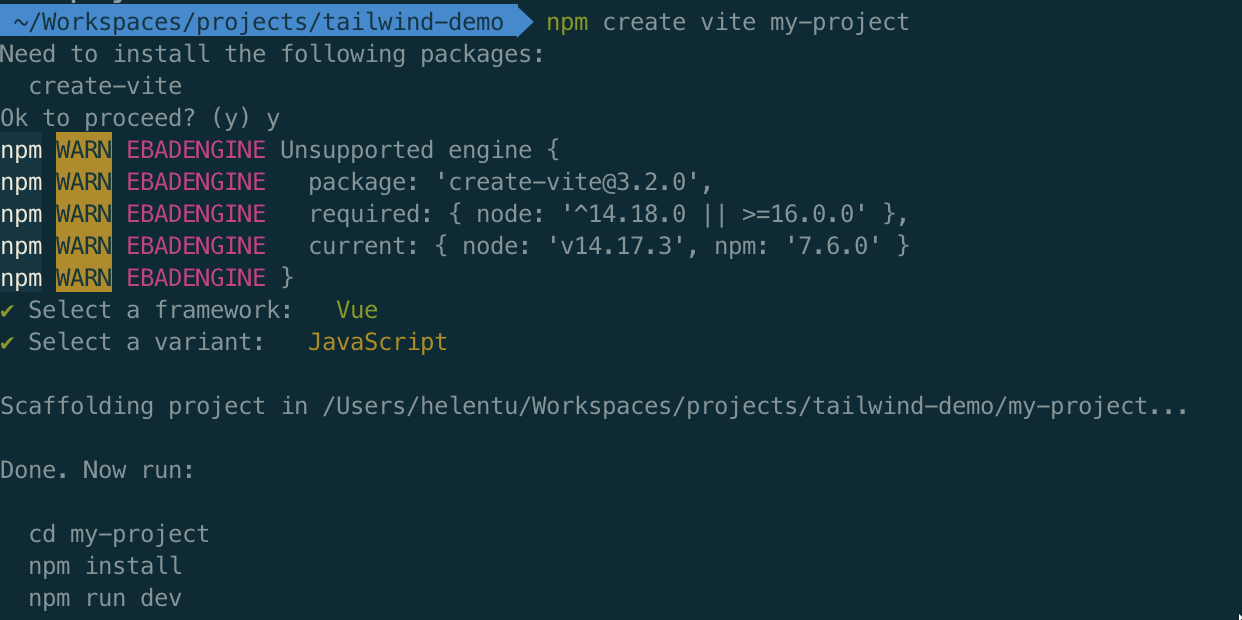 ~/Workspaces/projects/tailwind-demo npm create vite my-project
Need to install the following packages:
  create-vite
Ok to proceed? (y) y
npm WARN EBADENGINE Unsupported engine {
npm WARN EBADENGINE   package: 'create-vite@3.2.0',
npm WARN EBADENGINE   required: { node: '^14.18.0 || >=16.0.0' },
npm WARN EBADENGINE   current: { node: 'v14.17.3', npm: '7.6.0' }
npm WARN EBADENGINE }
✔ Select a framework:   Vue
✔ Select a variant:   JavaScript
Scaffolding project in /Users/helentu/Workspaces/projects/tailwind-demo/my-project...
Done. Now run:
  cd my-project
  npm install
  npm run dev